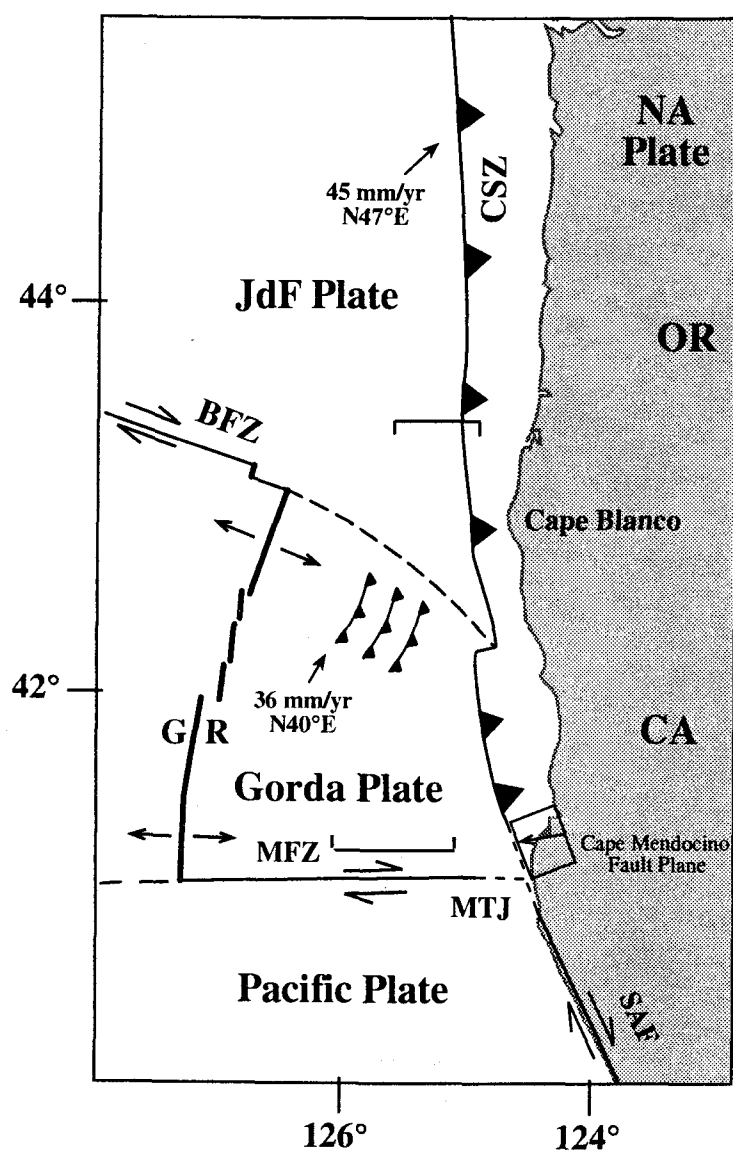 NA
Plate
45 mm/yr
N47°E
CSZ
44°
JdF Plate
OR
BFZ
Cape Blanco
42°
36 mm/yr
N40°E
G R
CA
Gorda Plate
MFZ
Cape Mendocino
Fault Plane
MTJ
Pacific Plate
SAF
126°
124°